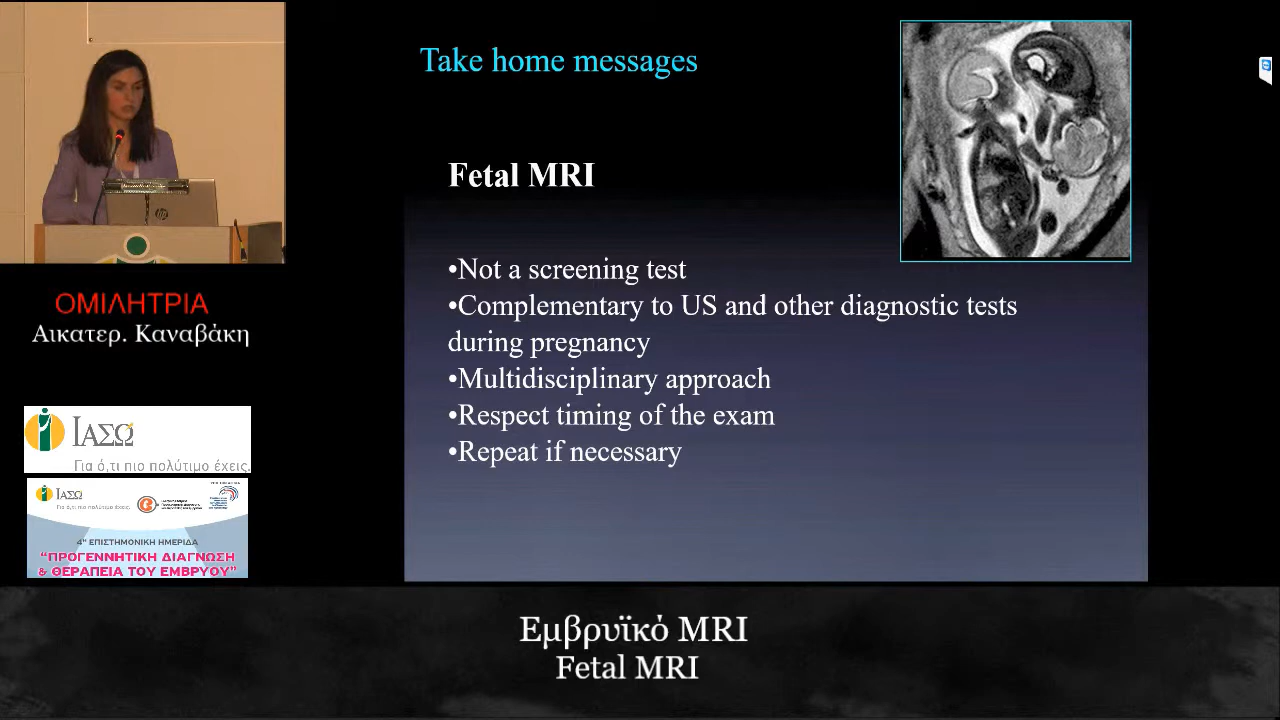 Take home messages
Fetal MRI
•Not a screening test
•Complementary to US and other diagnostic tests
during pregnancy
•Multidisciplinary approach
•Respect timing of the exam
•Repeat if necessary
ΟΜΙΛΗΤΡΙΑ
Αικατερ. Καναβάκη
ΙΑΣΩ
Για ό,τι πιο πολύτιμο έχεις.
ΙΑΣΩ
Για ό,τι πιο πολύτιμο έχεις.
4η ΕΠΙΣΤΗΜΟΝΙΚΗ ΗΜΕΡΙΔΑ
“ΠΡΟΓΕΝΝΗΤΙΚΗ ΔΙΑΓΝΩΣΗ
& ΘΕΡΑΠΕΙΑ ΤΟΥ ΕΜΒΡΥΟΥ”
Εμβρυϊκό MRI
Fetal MRI